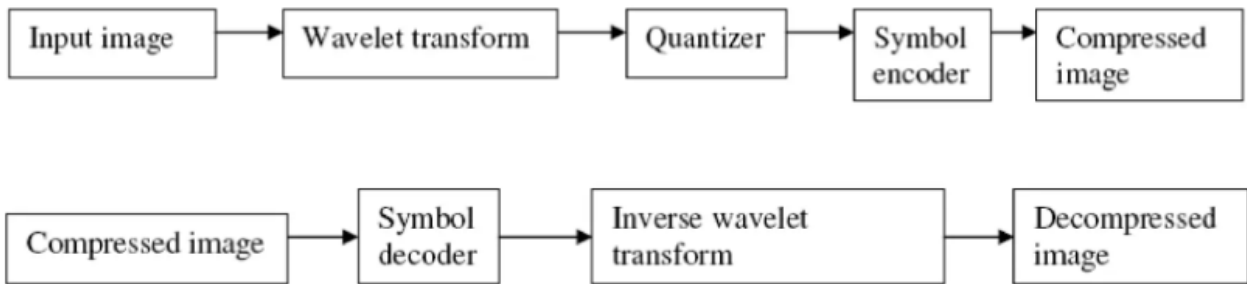 Input image
Wavelet transform
Quantizer
Symbol
encoder
Compressed
image
Compressed image
Symbol
decoder
Inverse wavelet
transform
Decompressed
image